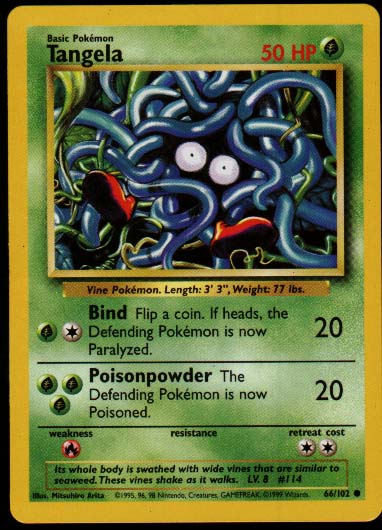 Basic Pokémon
Tangela 50 HP
Vine Pokémon. Length: 3' 3", Weight: 77 lbs.
Bind Flip a coin. If heads, the
Defending Pokémon is now
Paralyzed.
20
Poisonpowder The
Defending Pokémon is now
Poisoned.
20
weakness resistance retreat cost
Its whole body is swathed with wide vines that are similar to
seaweed. These vines shake as it walks. LV. 8 #114
Illus. Mitsuhiro Arita ©1995, 96, 98 Nintendo, Creatures, GAMEFREAK. ©1999 Wizards. 66/102